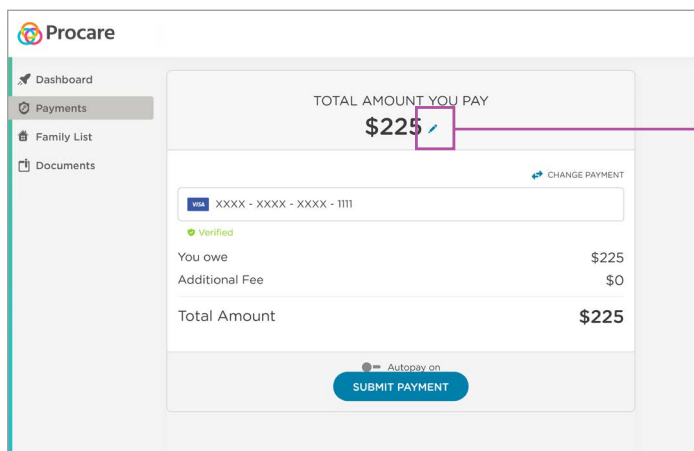 Procare
Dashboard
Payments
Family List
Documents
TOTAL AMOUNT YOU PAY
$225
CHANGE PAYMENT
VISA XXXX - XXXX - XXXX - 1111
Verified
You owe $225
Additional Fee $0
Total Amount $225
Autopay on
SUBMIT PAYMENT